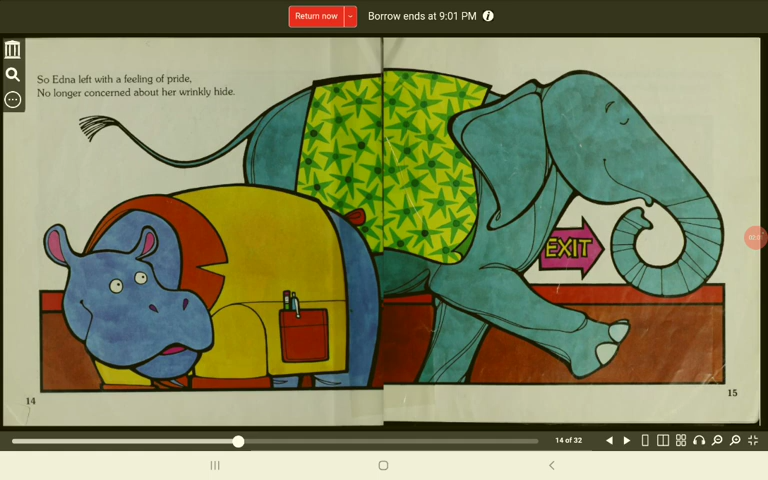 Return now
Borrow ends at 9:01 PM
So Edna left with a feeling of pride,
No longer concerned about her wrinkly hide.
EXIT
14
15
14 of 32